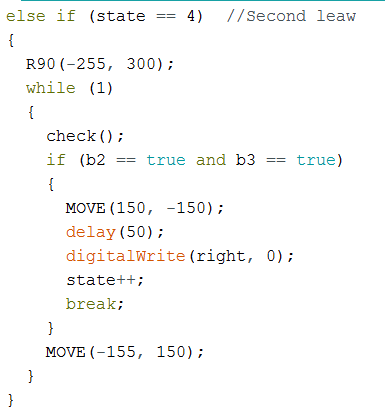 else if (state == 4)  //Second leaw
{
  R90(-255, 300);
  while (1)
  {
    check();
    if (b2 == true and b3 == true)
    {
      MOVE(150, -150);
      delay(50);
      digitalWrite(right, 0);
      state++;
      break;
    }
    MOVE(-155, 150);
  }
}